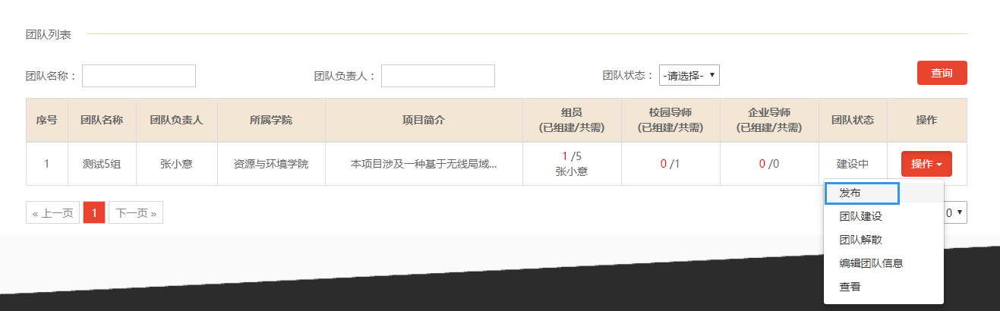 团队列表
团队名称： 团队负责人： 团队状态： -请选择- 查询
序号 团队名称 团队负责人 所属学院 项目简介 组员 (已组建/共需) 校园导师 (已组建/共需) 企业导师 (已组建/共需) 团队状态 操作
1 测试5组 张小意 资源与环境学院 本项目涉及一种基于无线局域... 1 /5 张小意 0 /1 0 /0 建设中 操作
« 上一页 1 下一页 » 0
发布
团队建设
团队解散
编辑团队信息
查看